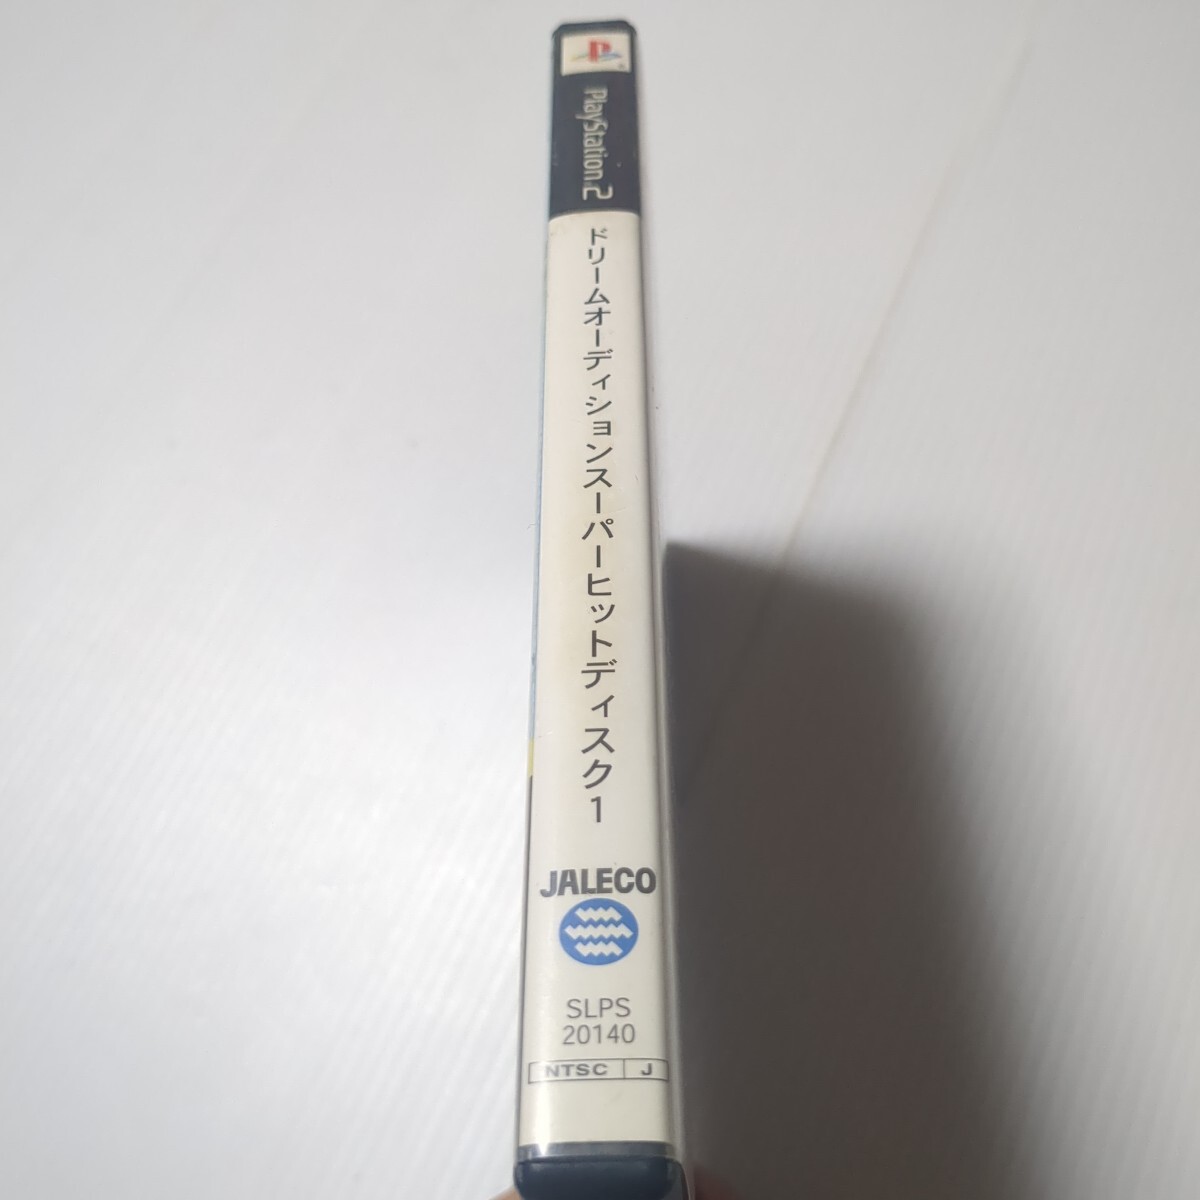 PlayStation 2
ドリームオーディションスーパーヒットディスク1
JALECO
SLPS
20140
NTSC J